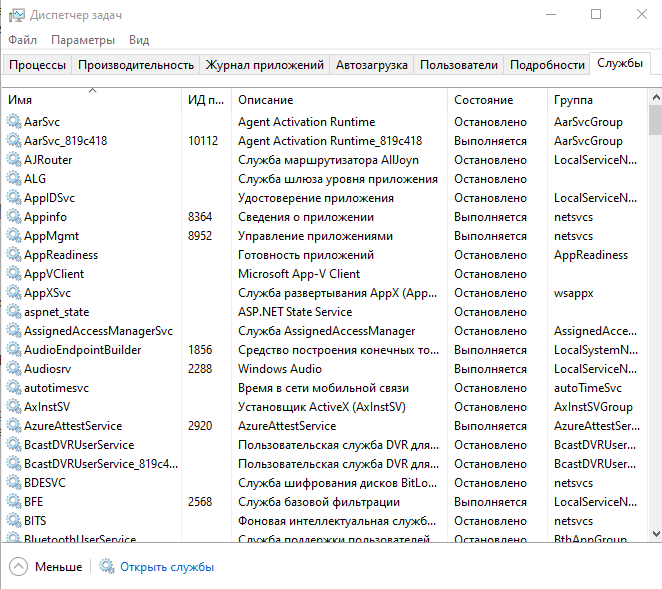 Диспетчер задач
Файл Параметры Вид
Процессы Производительность Журнал приложений Автозагрузка Пользователи Подробности Службы
Имя ИД п... Описание Состояние Группа
AarSvc Agent Activation Runtime Остановлено AarSvcGroup
AarSvc_819c418 10112 Agent Activation Runtime_819c418 Выполняется AarSvcGroup
AJRouter Служба маршрутизатора AllJoyn Остановлено LocalServiceN...
ALG Служба шлюза уровня приложения Остановлено
AppIDSvc Удостоверение приложения Остановлено LocalServiceN...
Appinfo 8364 Сведения о приложении Выполняется netsvcs
AppMgmt 8952 Управление приложениями Выполняется netsvcs
AppReadiness Готовность приложений Остановлено AppReadiness
AppVClient Microsoft App-V Client Остановлено
AppXSvc Служба развертывания AppX (App... Остановлено wsappx
aspnet_state ASP.NET State Service Остановлено
AssignedAccessManagerSvc Служба AssignedAccessManager Остановлено AssignedAcce...
AudioEndpointBuilder 1856 Средство построения конечных то... Выполняется LocalSystemN...
Audiosrv 2288 Windows Audio Выполняется LocalServiceN...
autotimesvc Время в сети мобильной связи Остановлено autoTimeSvc
AxInstSV Установщик ActiveX (AxInstSV) Остановлено AxInstSVGroup
AzureAttestService 2920 AzureAttestService Выполняется AzureAttestSer...
BcastDVRUserService Пользовательская служба DVR для... Остановлено BcastDVRUser...
BcastDVRUserService_819c4... Пользовательская служба DVR для... Остановлено BcastDVRUser...
BDESVC Служба шифрования дисков BitLo... Остановлено netsvcs
BFE 2568 Служба базовой фильтрации Выполняется LocalServiceN...
BITS Фоновая интеллектуальная служб... Остановлено netsvcs
BluetoothUserService Служба поддержки пользователей Остановлено BthAppGroup
Меньше Открыть службы